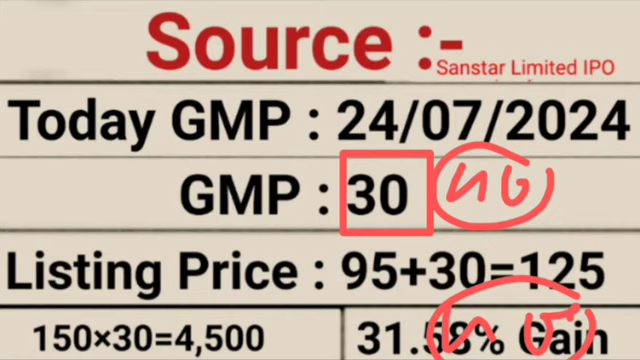 Source :-
Sanstar Limited IPO
Today GMP : 24/07/2024
GMP : 30
Listing Price : 95+30=125
150×30=4,500
31.58% Gain